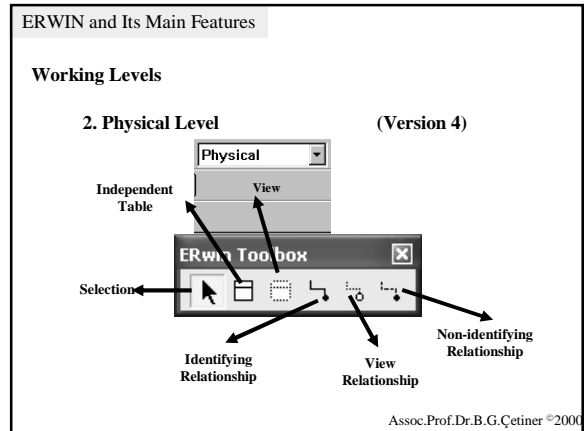 ERWIN and Its Main Features
Working Levels
2. Physical Level (Version 4)
Physical
Independent
Table
View
ERwin Toolbox
Selection
Identifying
Relationship
View
Relationship
Non-identifying
Relationship
Assoc.Prof.Dr.B.G.Çetiner ©2000